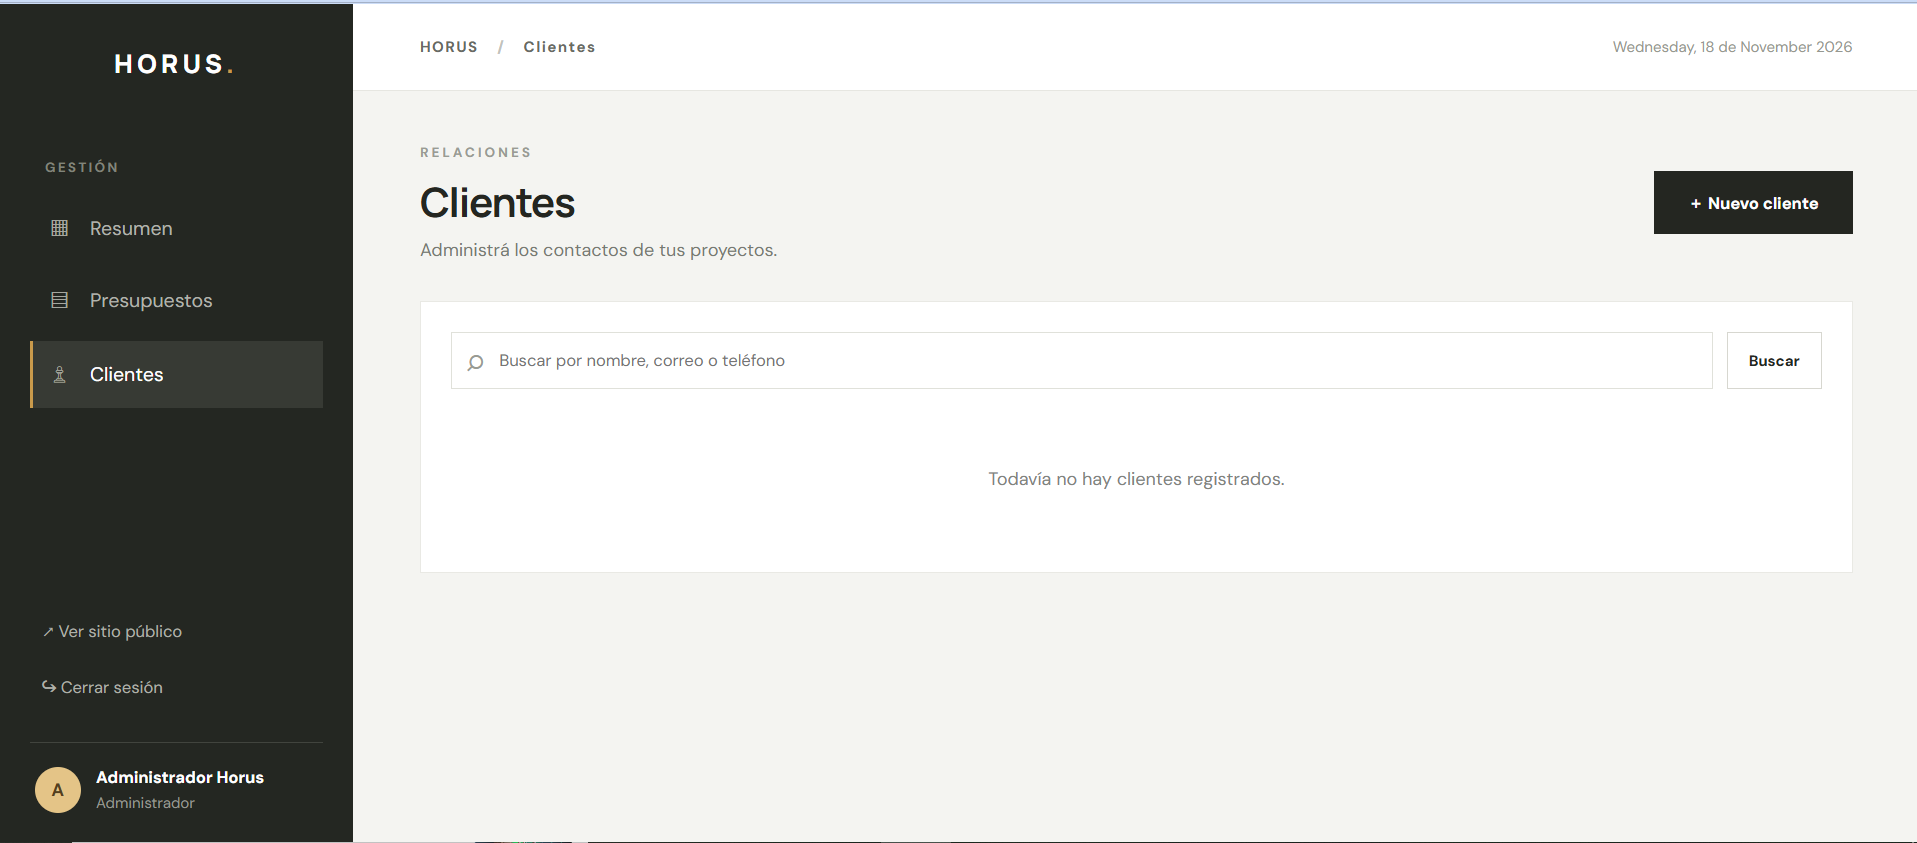 HORUS.
GESTIÓN
Resumen
Presupuestos
Clientes
↗ Ver sitio público
↪ Cerrar sesión
A
Administrador Horus
Administrador
HORUS / Clientes
Wednesday, 18 de November 2026
RELACIONES
Clientes
Administrá los contactos de tus proyectos.
+ Nuevo cliente
Buscar por nombre, correo o teléfono
Buscar
Todavía no hay clientes registrados.